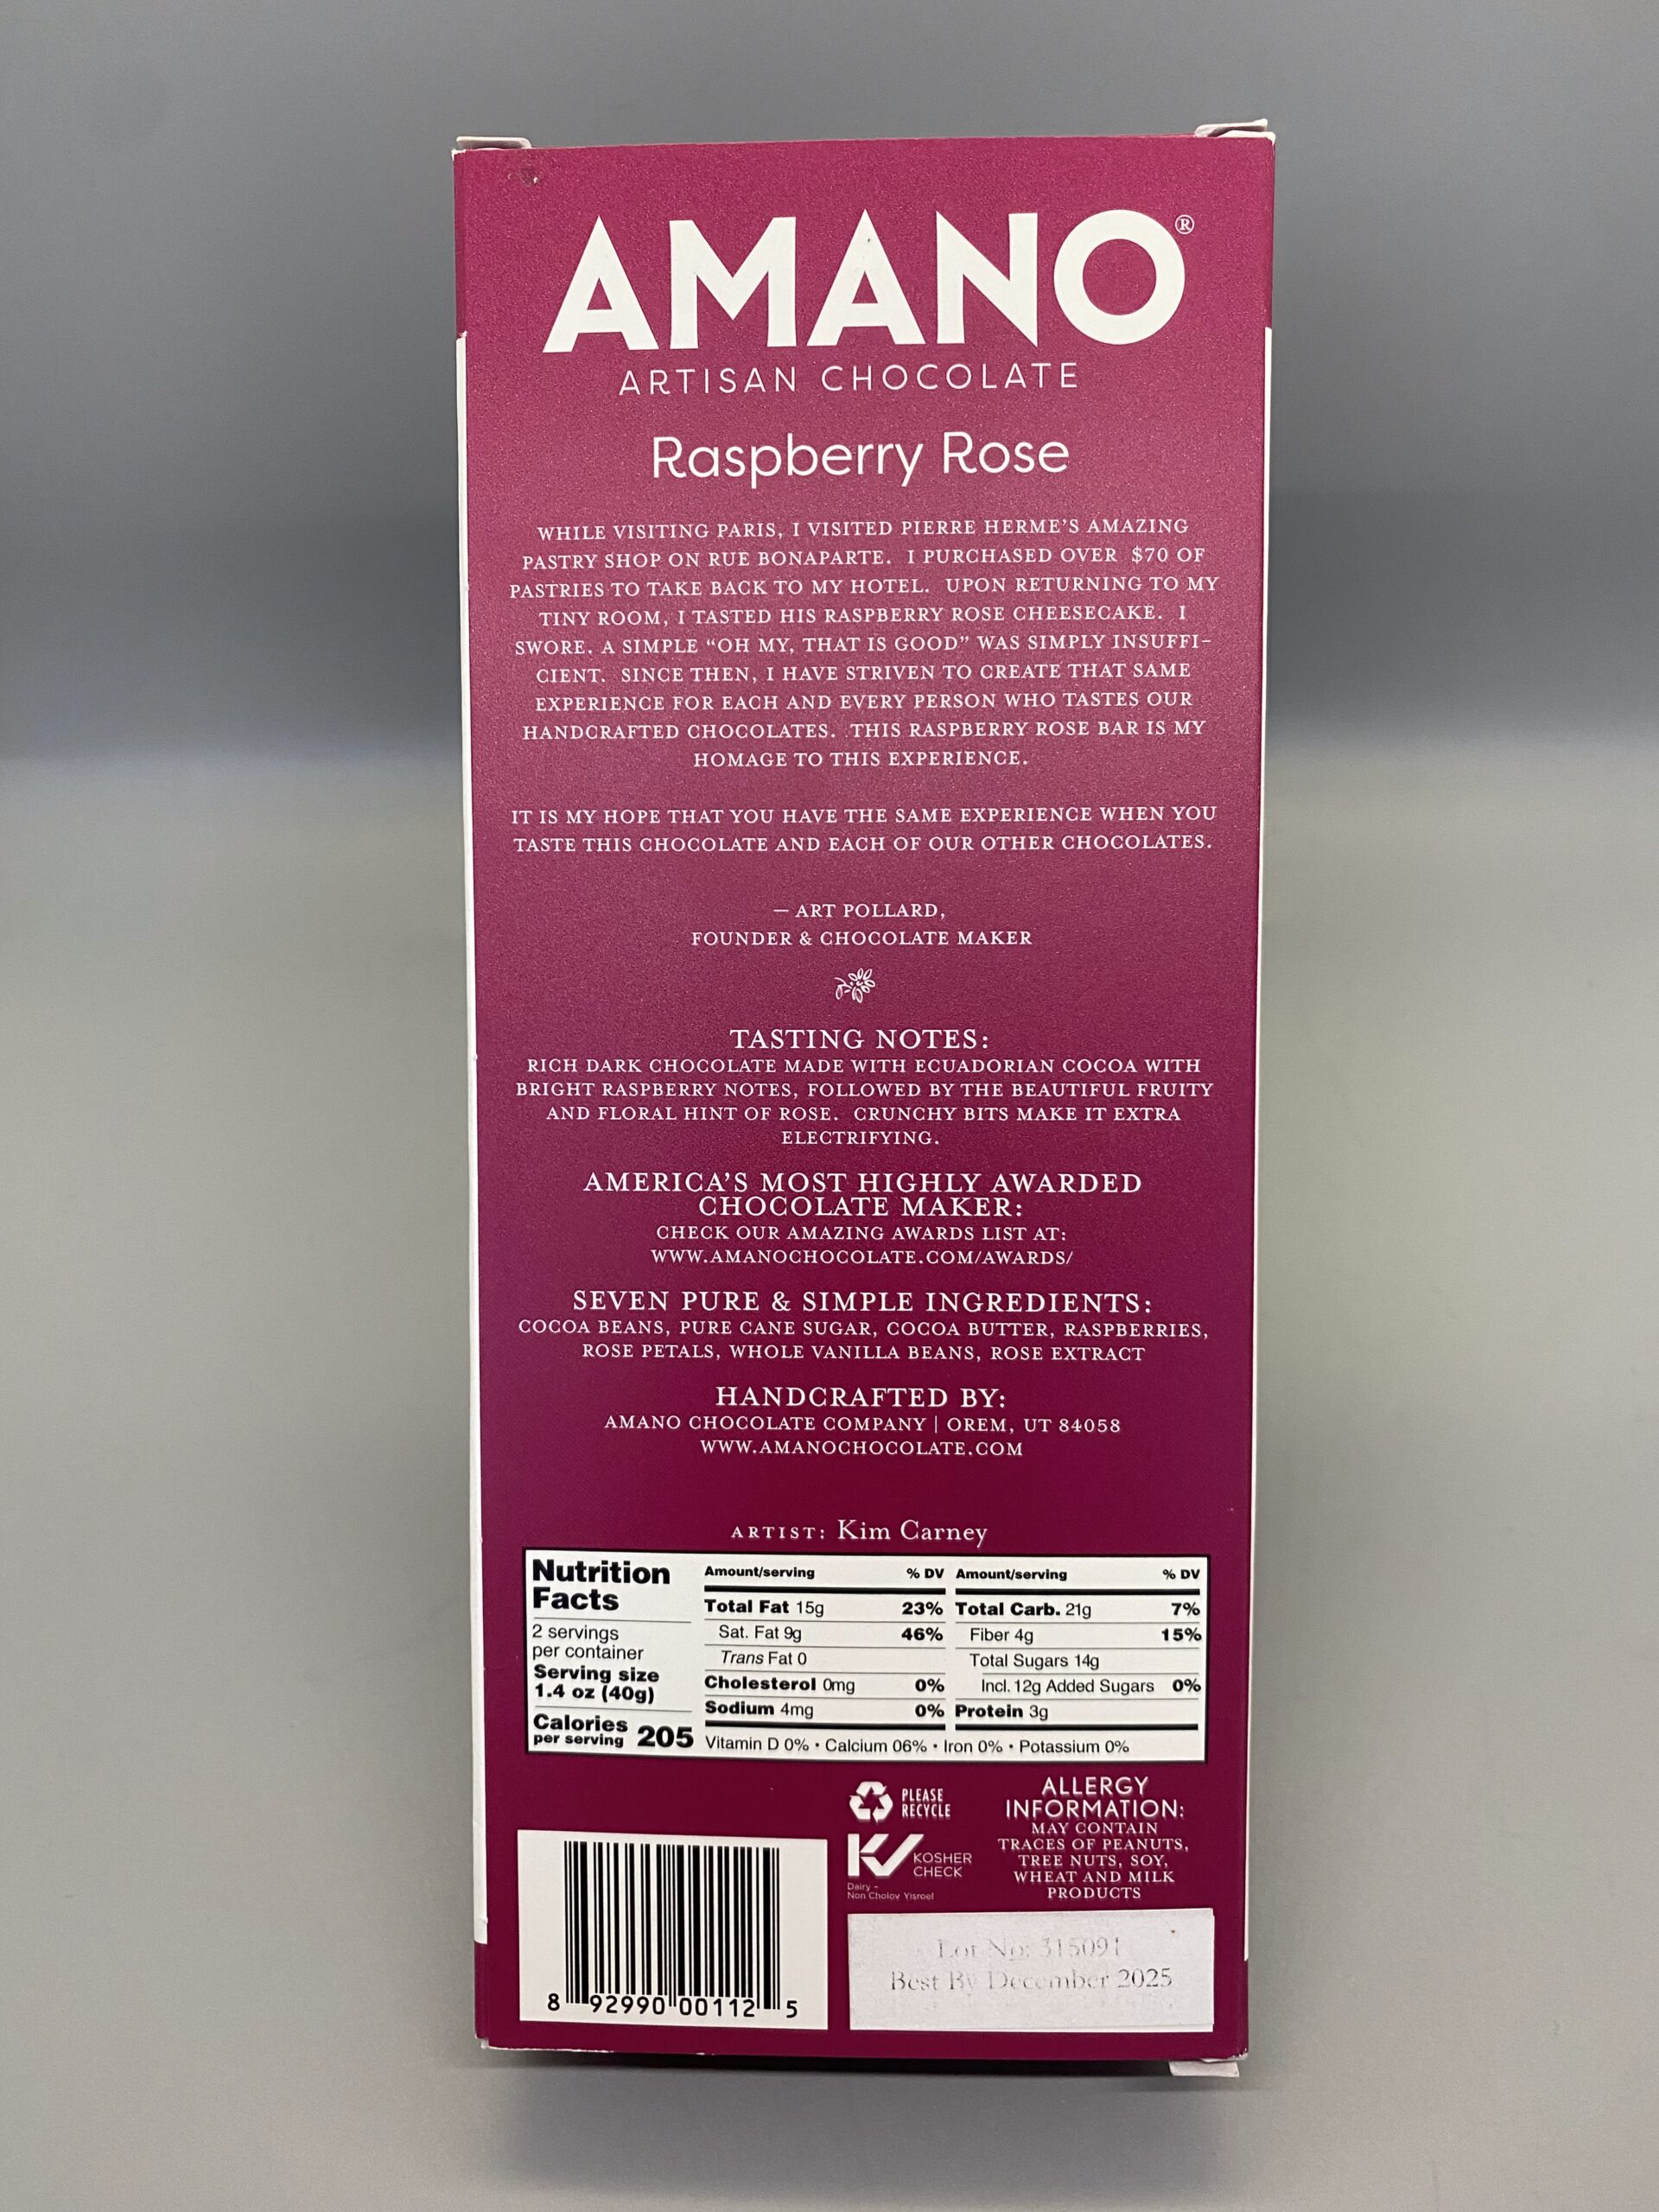 AMANO®
ARTISAN CHOCOLATE
Raspberry Rose
WHILE VISITING PARIS, I VISITED PIERRE HERME'S AMAZING
PASTRY SHOP ON RUE BONAPARTE. I PURCHASED OVER $70 OF
PASTRIES TO TAKE BACK TO MY HOTEL. UPON RETURNING TO MY
TINY ROOM, I TASTED HIS RASPBERRY ROSE CHEESECAKE. I
SWORE. A SIMPLE “OH MY, THAT IS GOOD” WAS SIMPLY INSUFFI-
CIENT. SINCE THEN, I HAVE STRIVEN TO CREATE THAT SAME
EXPERIENCE FOR EACH AND EVERY PERSON WHO TASTES OUR
HANDCRAFTED CHOCOLATES. THIS RASPBERRY ROSE BAR IS MY
HOMAGE TO THIS EXPERIENCE.
IT IS MY HOPE THAT YOU HAVE THE SAME EXPERIENCE WHEN YOU
TASTE THIS CHOCOLATE AND EACH OF OUR OTHER CHOCOLATES.
— ART POLLARD,
FOUNDER & CHOCOLATE MAKER
TASTING NOTES:
RICH DARK CHOCOLATE MADE WITH ECUADORIAN COCOA WITH
BRIGHT RASPBERRY NOTES, FOLLOWED BY THE BEAUTIFUL FRUITY
AND FLORAL HINT OF ROSE. CRUNCHY BITS MAKE IT EXTRA
ELECTRIFYING.
AMERICA'S MOST HIGHLY AWARDED
CHOCOLATE MAKER:
CHECK OUR AMAZING AWARDS LIST AT:
WWW.AMANOCHOCOLATE.COM/AWARDS/
SEVEN PURE & SIMPLE INGREDIENTS:
COCOA BEANS, PURE CANE SUGAR, COCOA BUTTER, RASPBERRIES,
ROSE PETALS, WHOLE VANILLA BEANS, ROSE EXTRACT
HANDCRAFTED BY:
AMANO CHOCOLATE COMPANY | OREM, UT 84058
WWW.AMANOCHOCOLATE.COM
ARTIST: Kim Carney
Nutrition
Facts
2 servings
per container
Serving size
1.4 oz (40g)
Calories
per serving 205
Amount/serving % DV
Total Fat 15g 23%
Sat. Fat 9g 46%
Trans Fat 0
Cholesterol 0mg 0%
Sodium 4mg 0%
Amount/serving % DV
Total Carb. 21g 7%
Fiber 4g 15%
Total Sugars 14g
Incl. 12g Added Sugars 0%
Protein 3g
Vitamin D 0% • Calcium 06% • Iron 0% • Potassium 0%
PLEASE
RECYCLE
KOSHER
CHECK
Dairy -
Non Cholov Yisroel
ALLERGY
INFORMATION:
MAY CONTAIN
TRACES OF PEANUTS,
TREE NUTS, SOY,
WHEAT AND MILK
PRODUCTS
8 92990 00112 5
Lot No: 315091
Best By December 2025